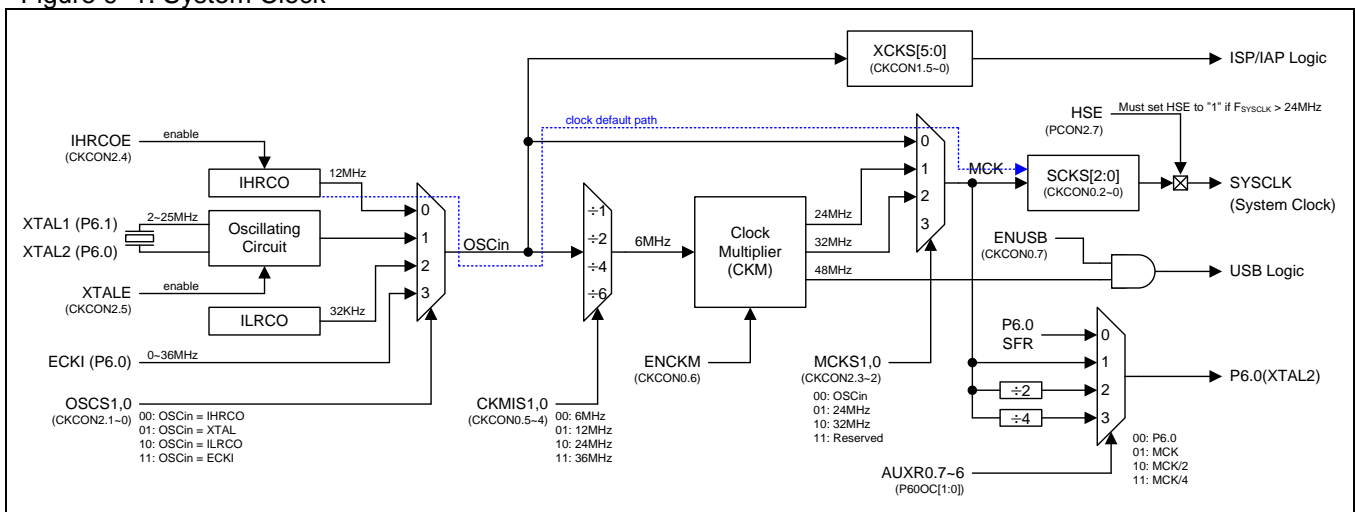 Figure 9-1. System Clock
XCKS[5:0]
(CKCON1.5~0)
ISP/IAP Logic
HSE
(PCON2.7)
Must set HSE to "1" if FSYSCLK > 24MHz
clock default path
IHRCOE
(CKCON2.4)
enable
IHRCO
12MHz
XTAL1 (P6.1)
XTAL2 (P6.0)
2~25MHz
Oscillating
Circuit
XTALE
(CKCON2.5)
enable
ILRCO
32KHz
ECKI (P6.0)
0~36MHz
0
1
2
3
OSCin
OSCS1,0
(CKCON2.1~0)
00: OSCin = IHRCO
01: OSCin = XTAL
10: OSCin = ILRCO
11: OSCin = ECKI
÷1
÷2
÷4
÷6
6MHz
CKMIS1,0
(CKCON0.5~4)
00: 6MHz
01: 12MHz
10: 24MHz
11: 36MHz
Clock
Multiplier
(CKM)
24MHz
32MHz
48MHz
ENCKM
(CKCON0.6)
0
1
2
3
MCK
MCKS1,0
(CKCON2.3~2)
00: OSCin
01: 24MHz
10: 32MHz
11: Reserved
SCKS[2:0]
(CKCON0.2~0)
SYSCLK
(System Clock)
ENUSB
(CKCON0.7)
USB Logic
P6.0
SFR
÷2
÷4
0
1
2
3
P6.0(XTAL2)
AUXR0.7~6
(P60OC[1:0])
00: P6.0
01: MCK
10: MCK/2
11: MCK/4